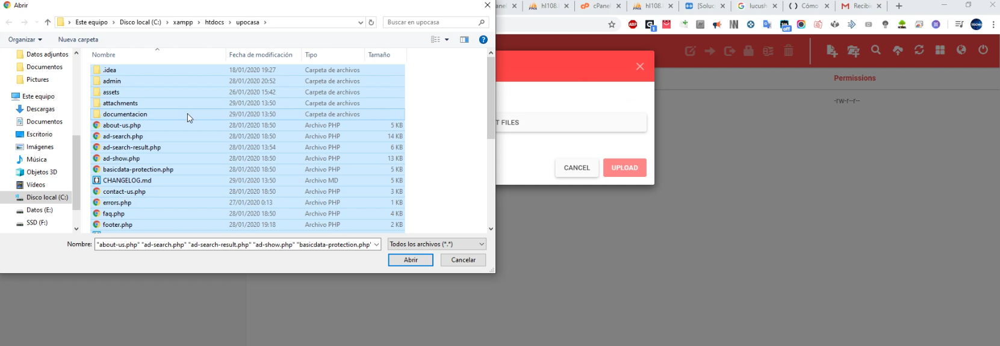 Abrir
anel
hl108.
cPanel
hl108.
[Soluc
lucush
Cómo
Recibi
Este equipo
Disco local (C:)
xampp
htdocs
upocasa
Buscar en upocasa
ABP
1
off
TECNO
Organizar
Nueva carpeta
Nombre
Fecha de modificación
Tipo
Tamaño
Datos adjuntos
Documentos
Pictures
Este equipo
Descargas
Documentos
Escritorio
Imágenes
Música
Objetos 3D
Vídeos
Disco local (C:)
Datos (E:)
SSD (F:)
.idea 18/01/2020 19:27 Carpeta de archivos
admin 28/01/2020 20:52 Carpeta de archivos
assets 26/01/2020 15:42 Carpeta de archivos
attachments 29/01/2020 13:50 Carpeta de archivos
documentacion 29/01/2020 13:50 Carpeta de archivos
about-us.php 28/01/2020 18:50 Archivo PHP 5 KB
ad-search.php 28/01/2020 18:50 Archivo PHP 14 KB
ad-search-result.php 28/01/2020 13:54 Archivo PHP 6 KB
ad-show.php 28/01/2020 18:50 Archivo PHP 13 KB
basicdata-protection.php 28/01/2020 18:50 Archivo PHP 5 KB
CHANGELOG.md 29/01/2020 13:50 Archivo MD 5 KB
contact-us.php 28/01/2020 18:50 Archivo PHP 3 KB
errors.php 27/01/2020 0:13 Archivo PHP 1 KB
faq.php 28/01/2020 18:50 Archivo PHP 4 KB
footer.php 28/01/2020 19:18 Archivo PHP 2 KB
Nombre: "about-us.php" "ad-search.php" "ad-search-result.php" "ad-show.php" "basicdata-protection.php'
Todos los archivos (*.*)
Abrir
Cancelar
T FILES
CANCEL
UPLOAD
Permissions
-rw-r--r--